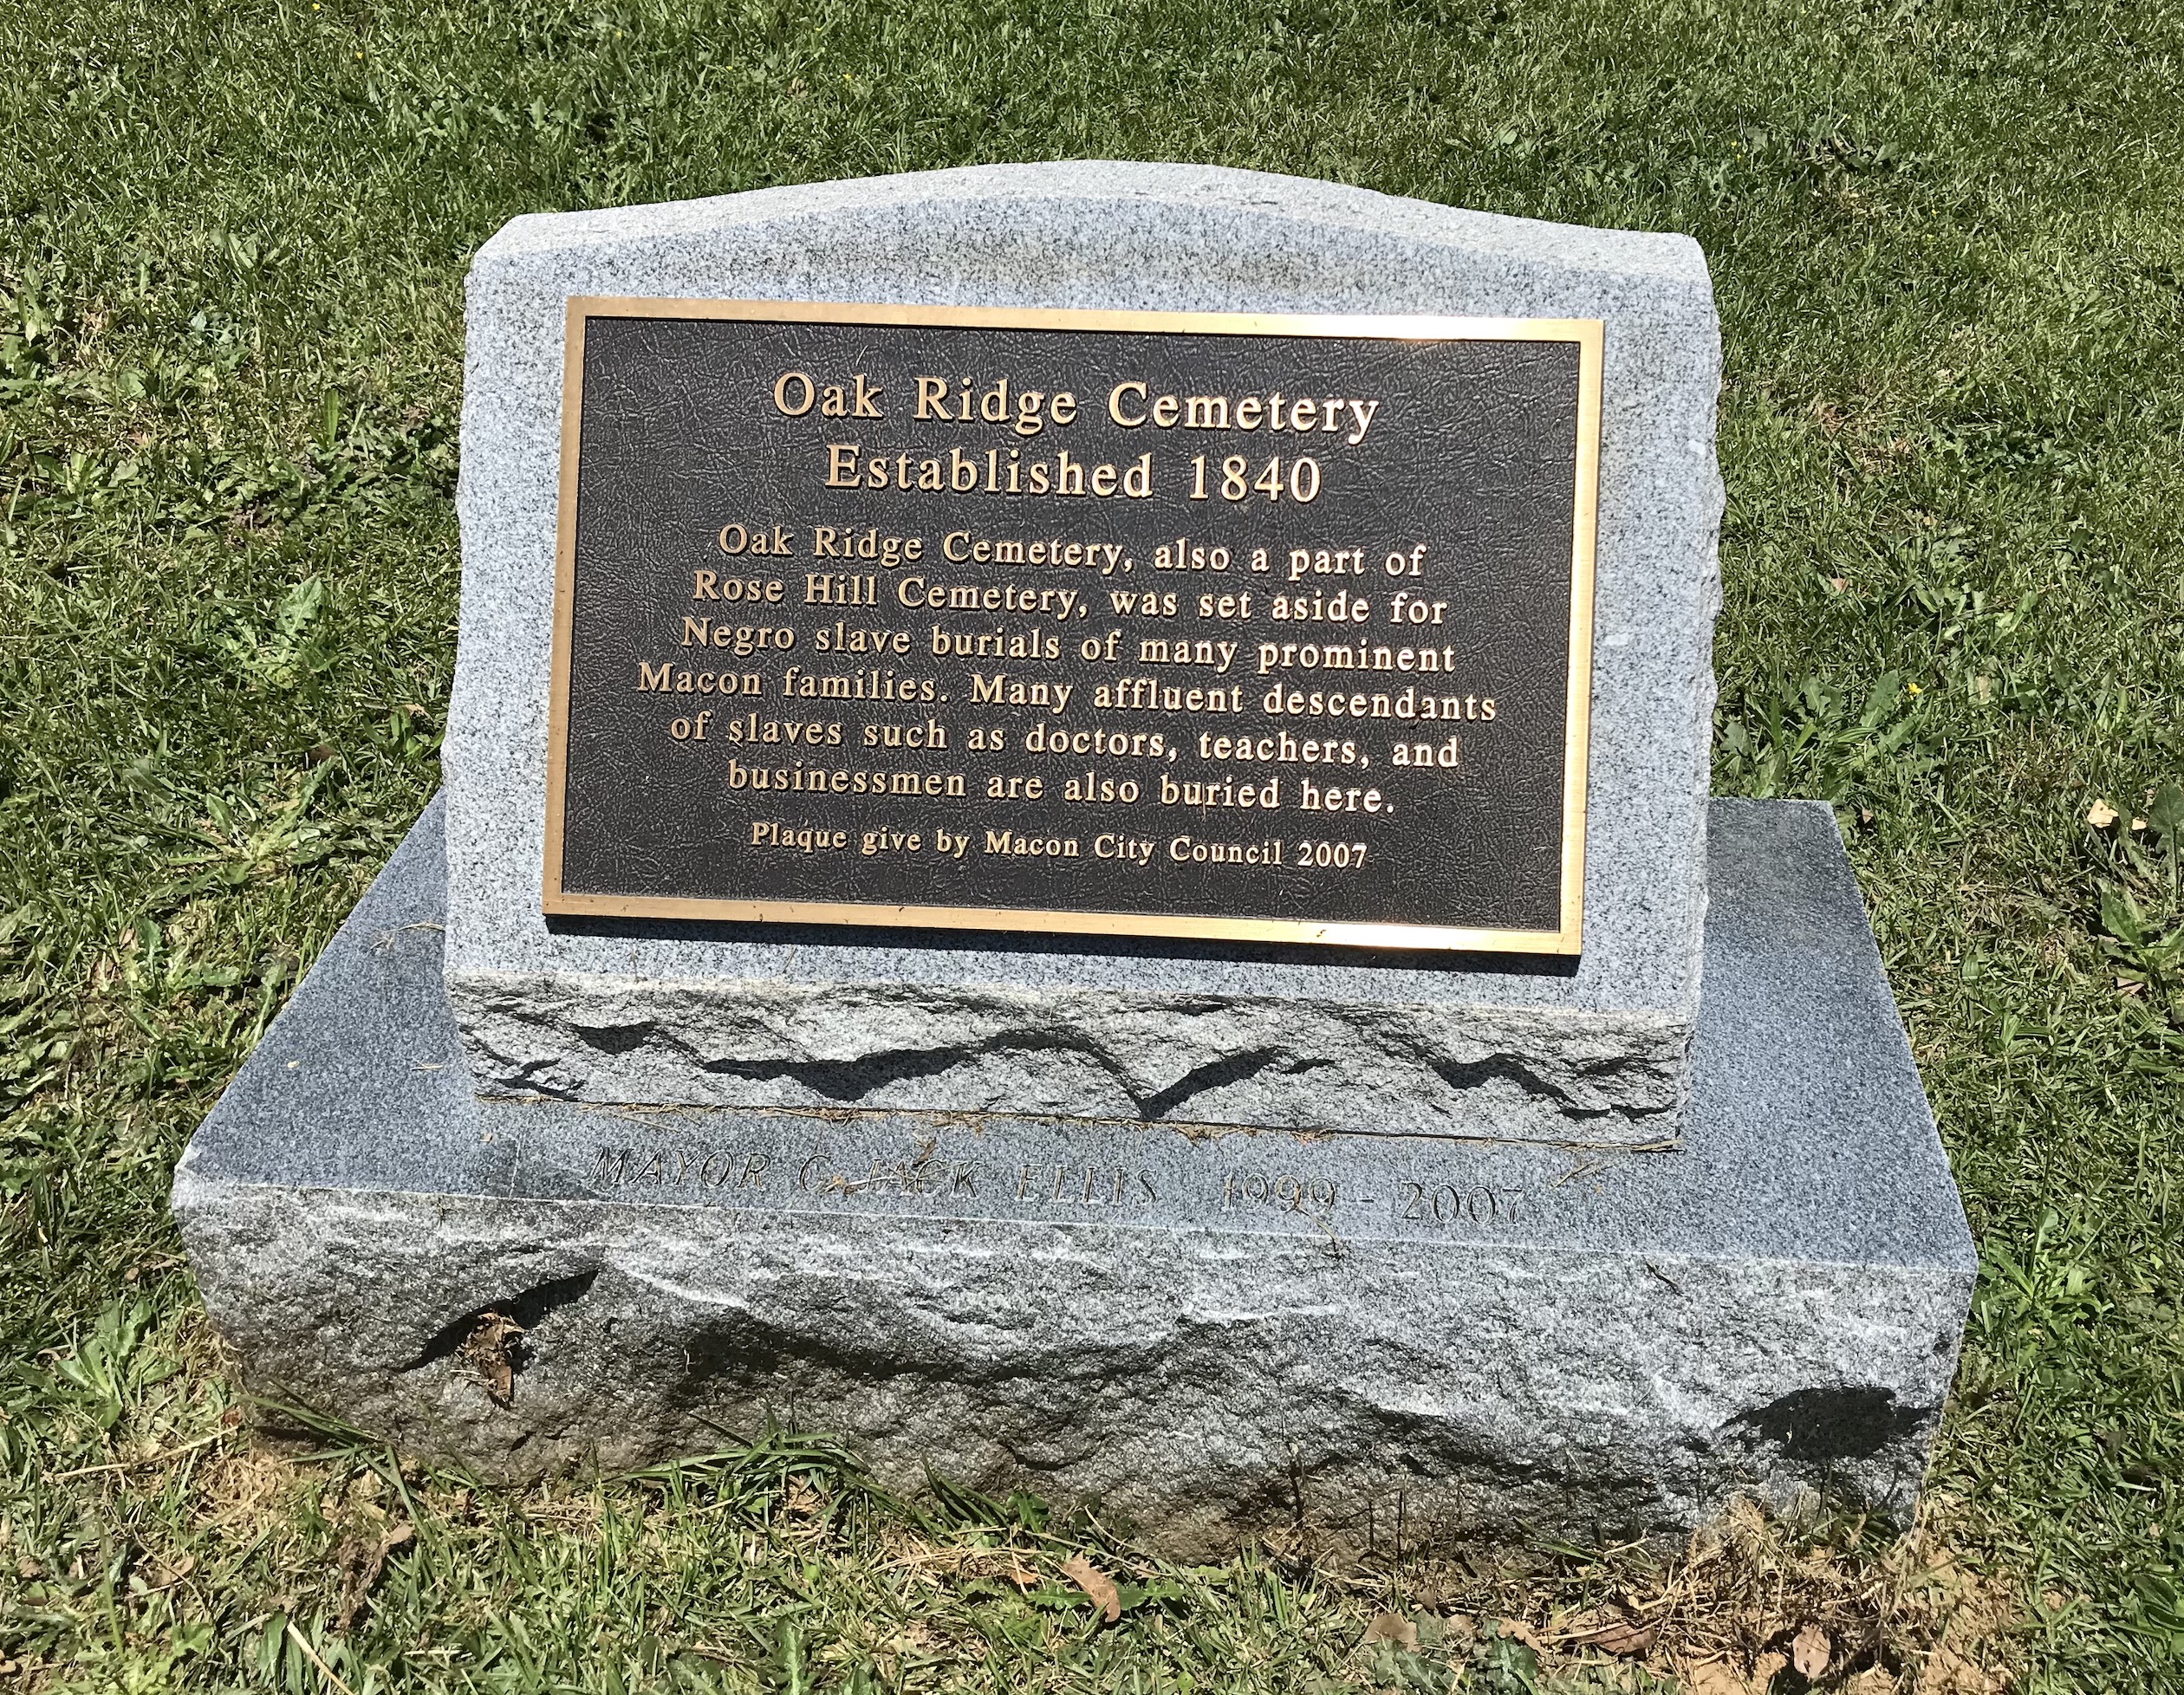 Oak Ridge Cemetery
Established 1840
Oak Ridge Cemetery, also a part of
Rose Hill Cemetery, was set aside for
Negro slave burials of many prominent
Macon families. Many affluent descendants
of slaves such as doctors, teachers, and
businessmen are also buried here.
Plaque give by Macon City Council 2007
MAYOR C. JACK ELLIS 1999 - 2007